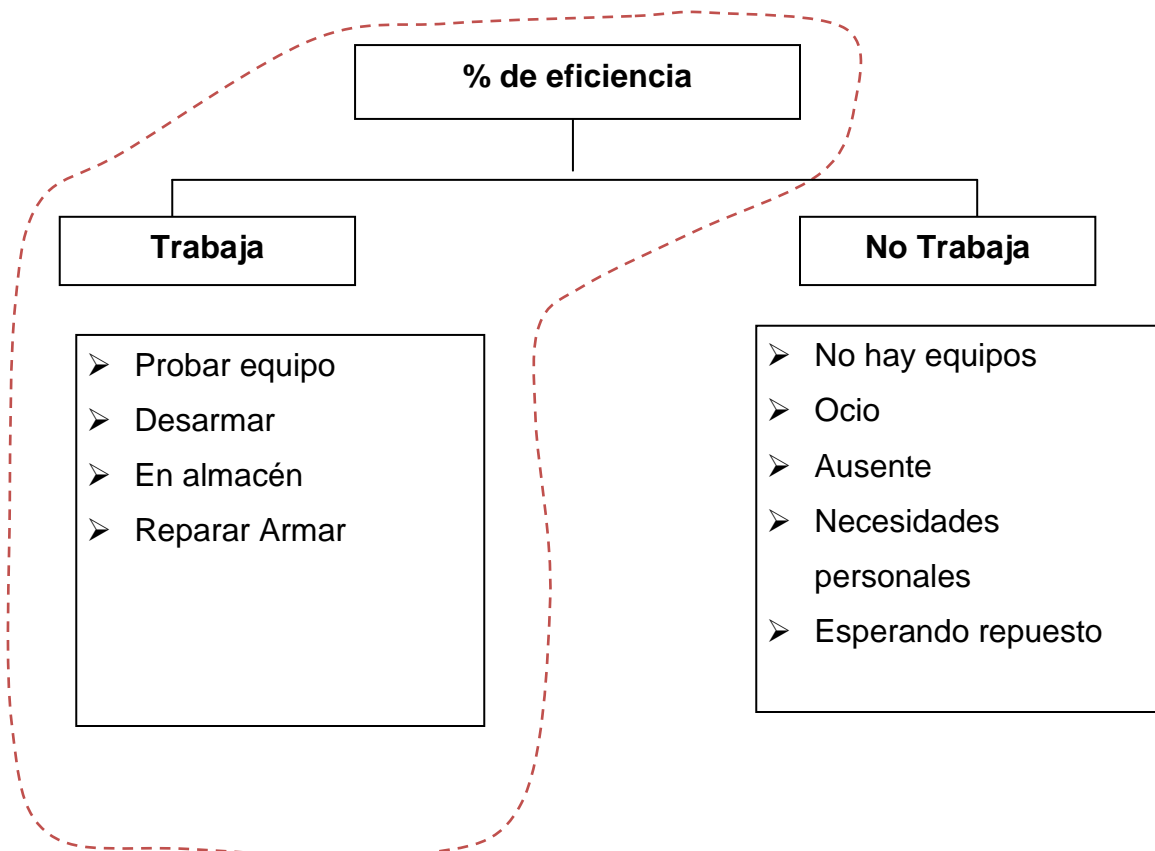 % de eficiencia
Trabaja
No Trabaja
➢ Probar equipo
➢ Desarmar
➢ En almacén
➢ Reparar Armar
➢ No hay equipos
➢ Ocio
➢ Ausente
➢ Necesidades
personales
➢ Esperando repuesto